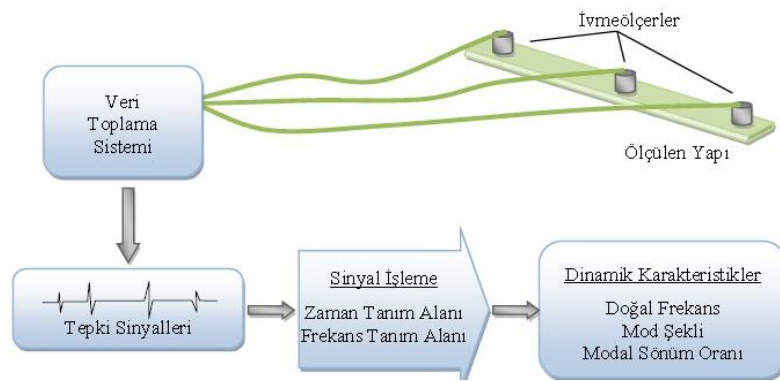 İvmeölçerler
Veri
Toplama
Sistemi
Ölçülen Yapı
Tepki Sinyalleri
Sinyal İşleme
Zaman Tanım Alanı
Frekans Tanım Alanı
Dinamik Karakteristikler
Doğal Frekans
Mod Şekli
Modal Sönüm Oranı